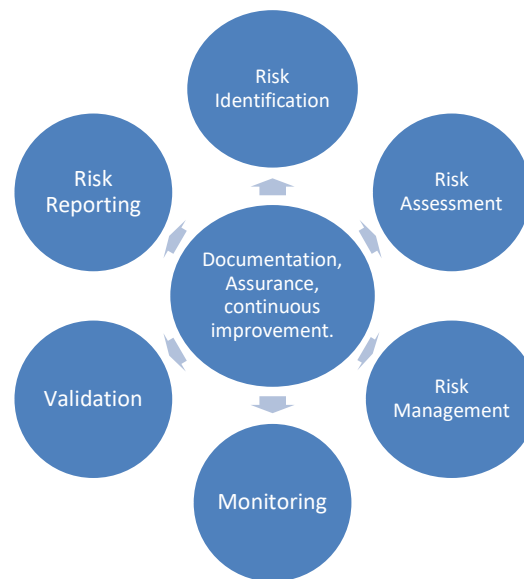 Risk
Identification
Risk
Assessment
Risk
Management
Monitoring
Validation
Risk
Reporting
Documentation,
Assurance,
continuous
improvement.